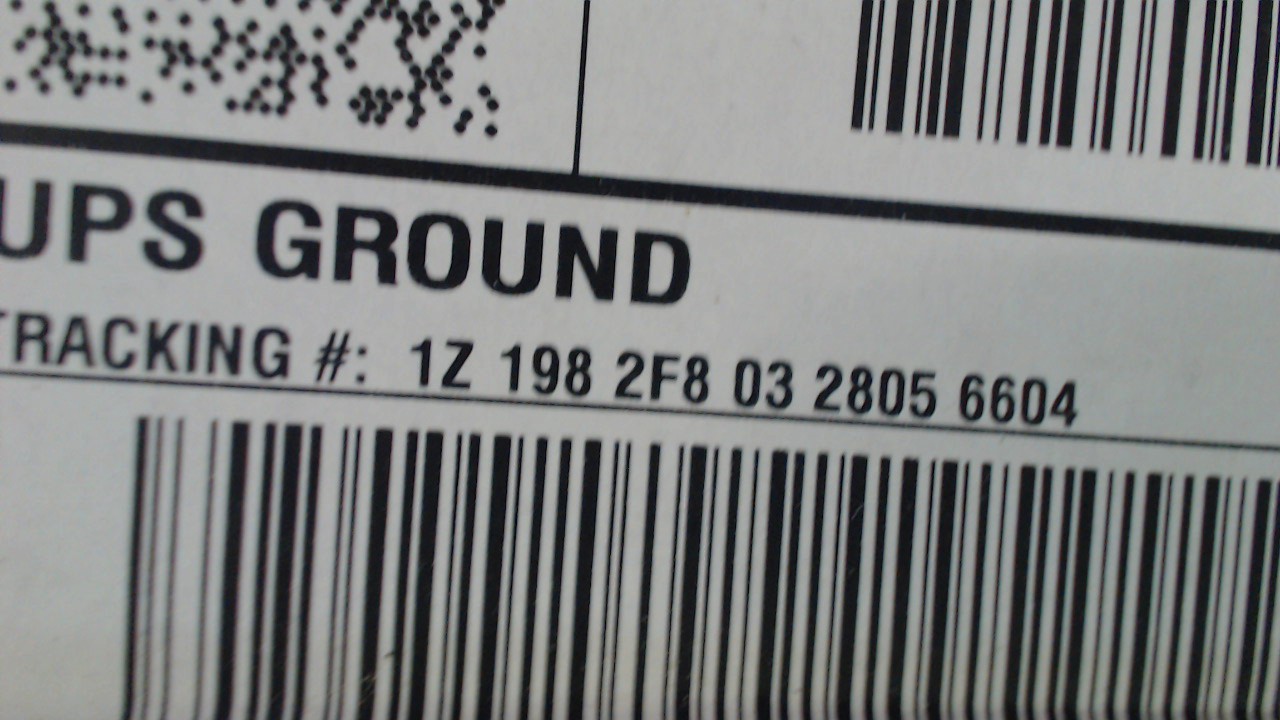 UPS GROUND
TRACKING #: 1Z 198 2F8 03 2805 6604